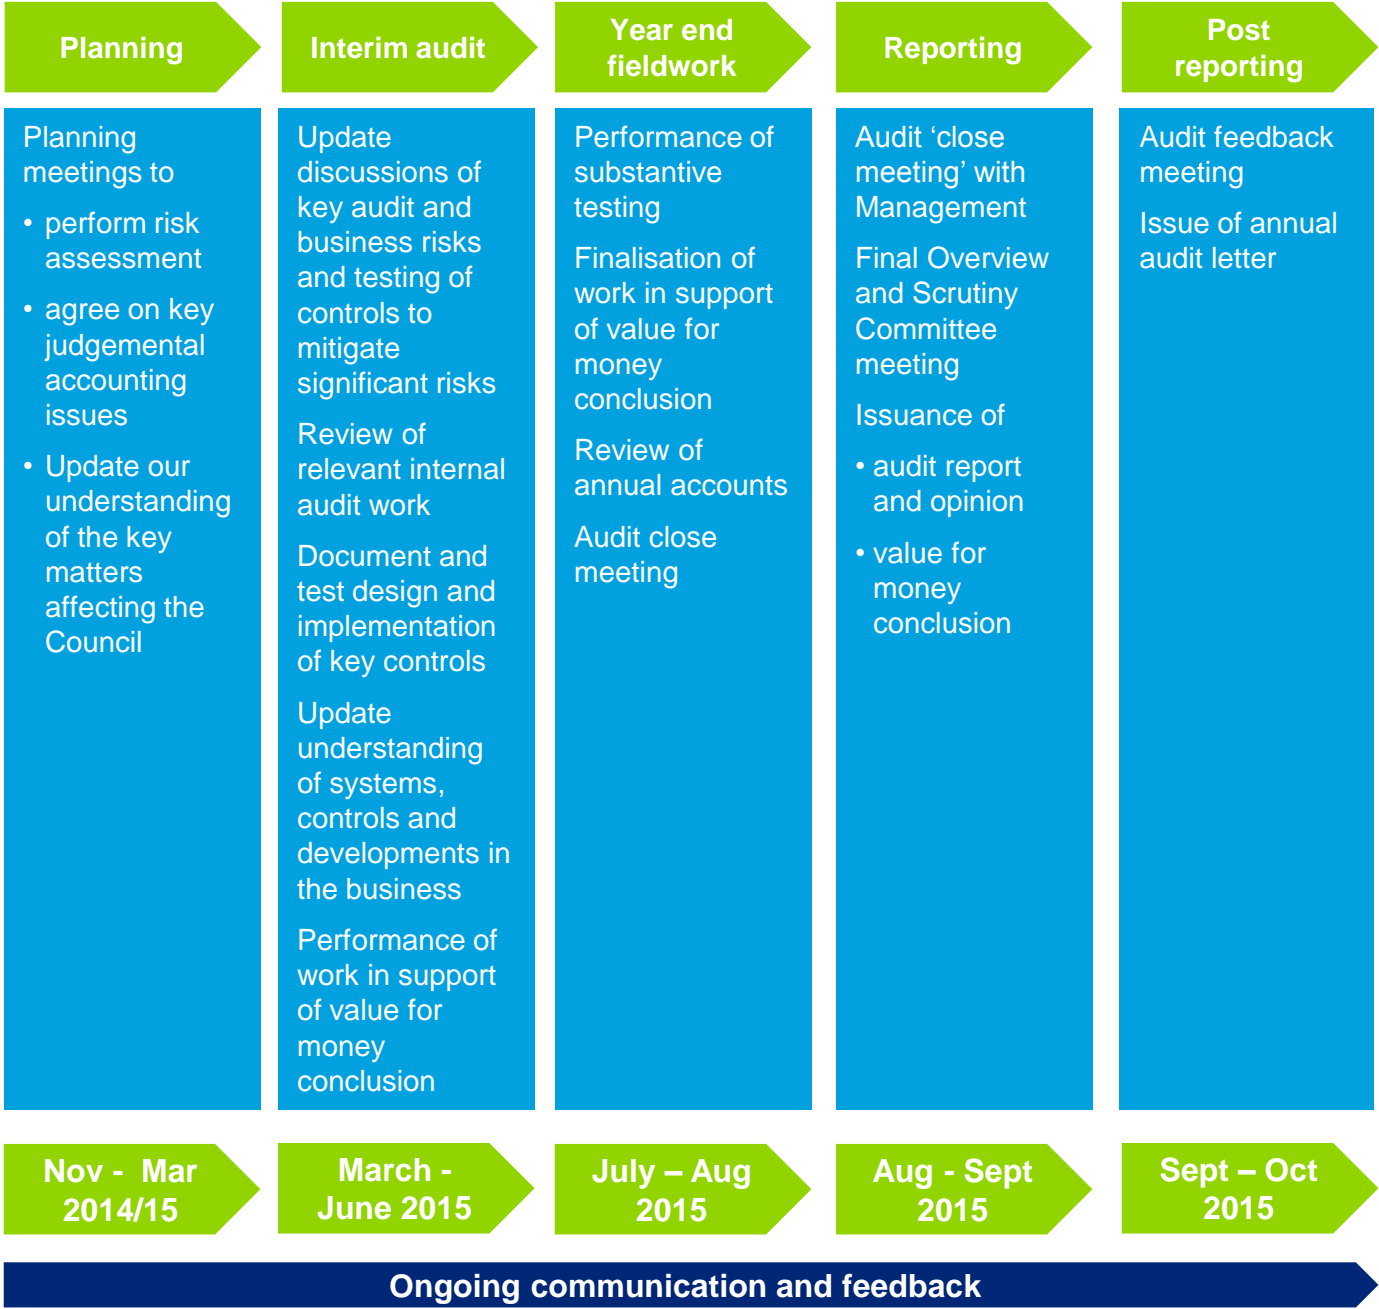 Planning
Interim audit
Year end
fieldwork
Reporting
Post
reporting
Planning
meetings to
• perform risk
assessment
• agree on key
judgemental
accounting
issues
• Update our
understanding
of the key
matters
affecting the
Council
Update
discussions of
key audit and
business risks
and testing of
controls to
mitigate
significant risks
Review of
relevant internal
audit work
Document and
test design and
implementation
of key controls
Update
understanding
of systems,
controls and
developments in
the business
Performance of
work in support
of value for
money
conclusion
Performance of
substantive
testing
Finalisation of
work in support
of value for
money
conclusion
Review of
annual accounts
Audit close
meeting
Audit ‘close
meeting’ with
Management
Final Overview
and Scrutiny
Committee
meeting
Issuance of
• audit report
and opinion
• value for
money
conclusion
Audit feedback
meeting
Issue of annual
audit letter
Nov - Mar
2014/15
March -
June 2015
July – Aug
2015
Aug - Sept
2015
Sept – Oct
2015
Ongoing communication and feedback